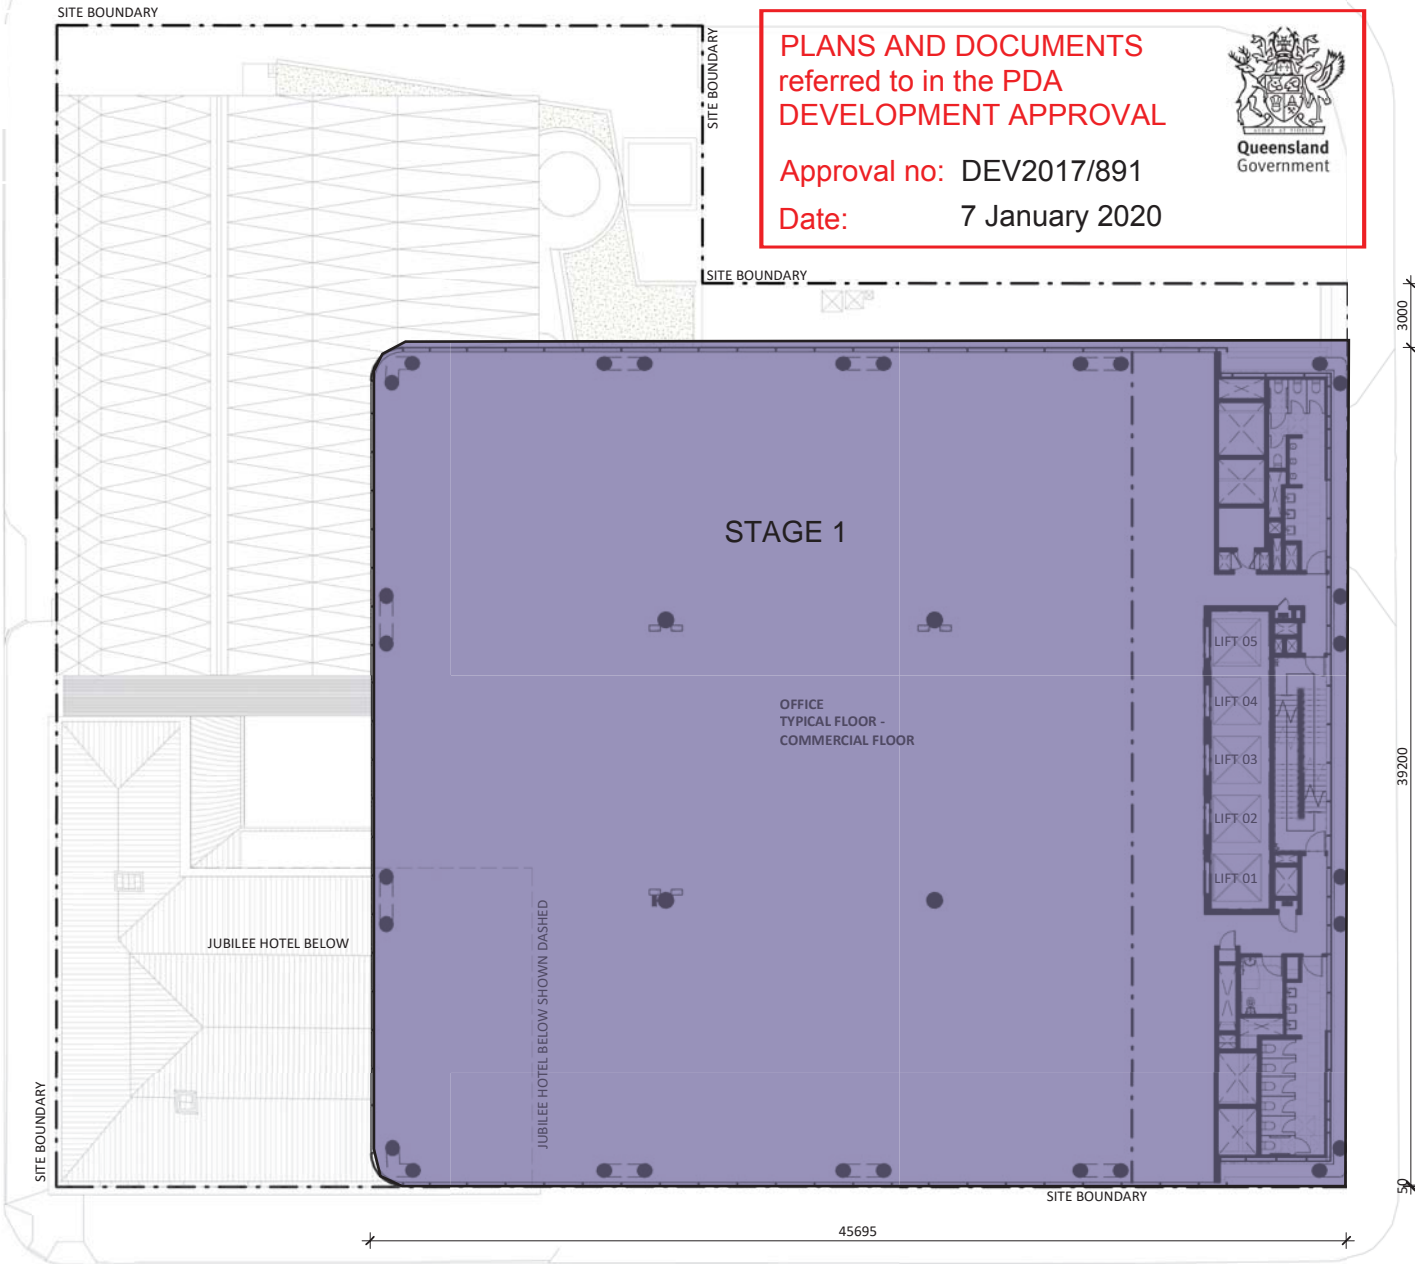 SITE BOUNDARY
SITE BOUNDARY
PLANS AND DOCUMENTS
referred to in the PDA
DEVELOPMENT APPROVAL
Approval no: DEV2017/891
Date: 7 January 2020
Queensland
Government
SITE BOUNDARY
3000
STAGE 1
OFFICE
TYPICAL FLOOR -
COMMERCIAL FLOOR
LIFT 05
LIFT 04
LIFT 03
LIFT 02
LIFT 01
39200
JUBILEE HOTEL BELOW
JUBILEE HOTEL BELOW SHOWN DASHED
SITE BOUNDARY
SITE BOUNDARY
50
45695